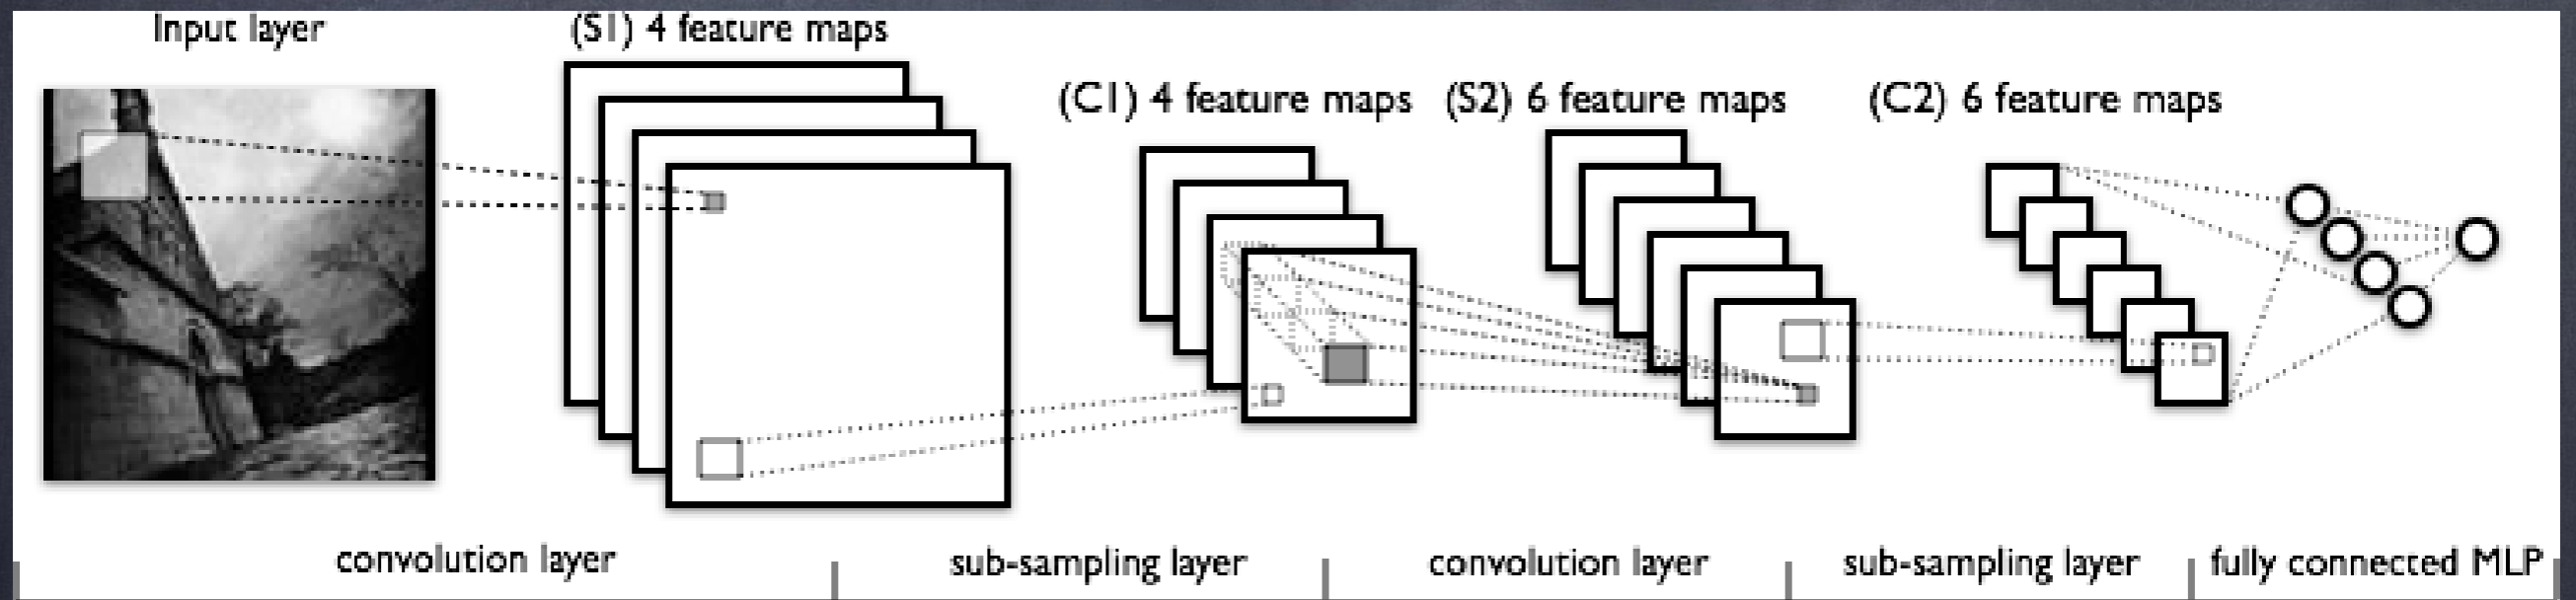 Input layer
(S1) 4 feature maps
(C1) 4 feature maps
(S2) 6 feature maps
(C2) 6 feature maps
convolution layer
sub-sampling layer
convolution layer
sub-sampling layer
fully connected MLP